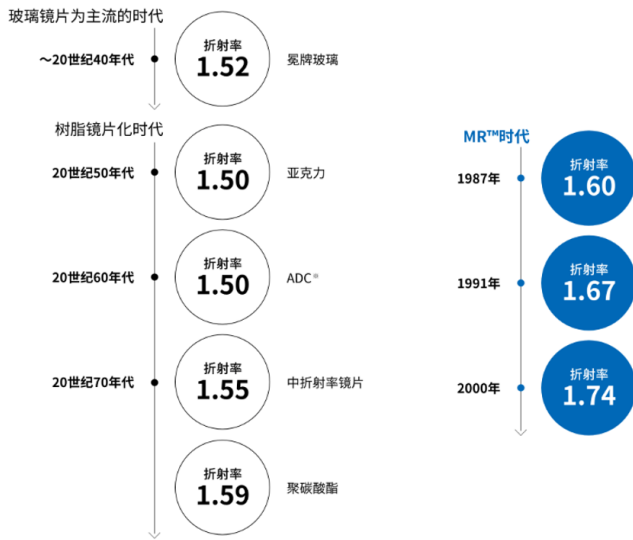 玻璃镜片为主流的时代
～20世纪40年代
折射率
1.52
冕牌玻璃
树脂镜片化时代
20世纪50年代
折射率
1.50
亚克力
20世纪60年代
折射率
1.50
ADC※
20世纪70年代
折射率
1.55
中折射率镜片
折射率
1.59
聚碳酸酯
MR™时代
1987年
折射率
1.60
1991年
折射率
1.67
2000年
折射率
1.74